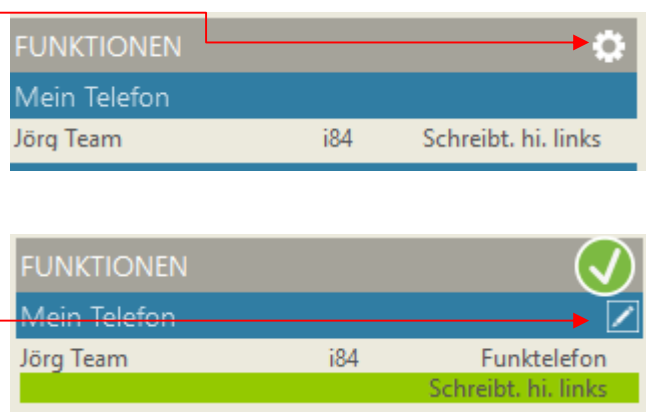 FUNKTIONEN
Mein Telefon
Jörg Team i84 Schreibt. hi. links
FUNKTIONEN
Mein Telefon
Jörg Team i84 Funktelefon
Schreibt. hi. links